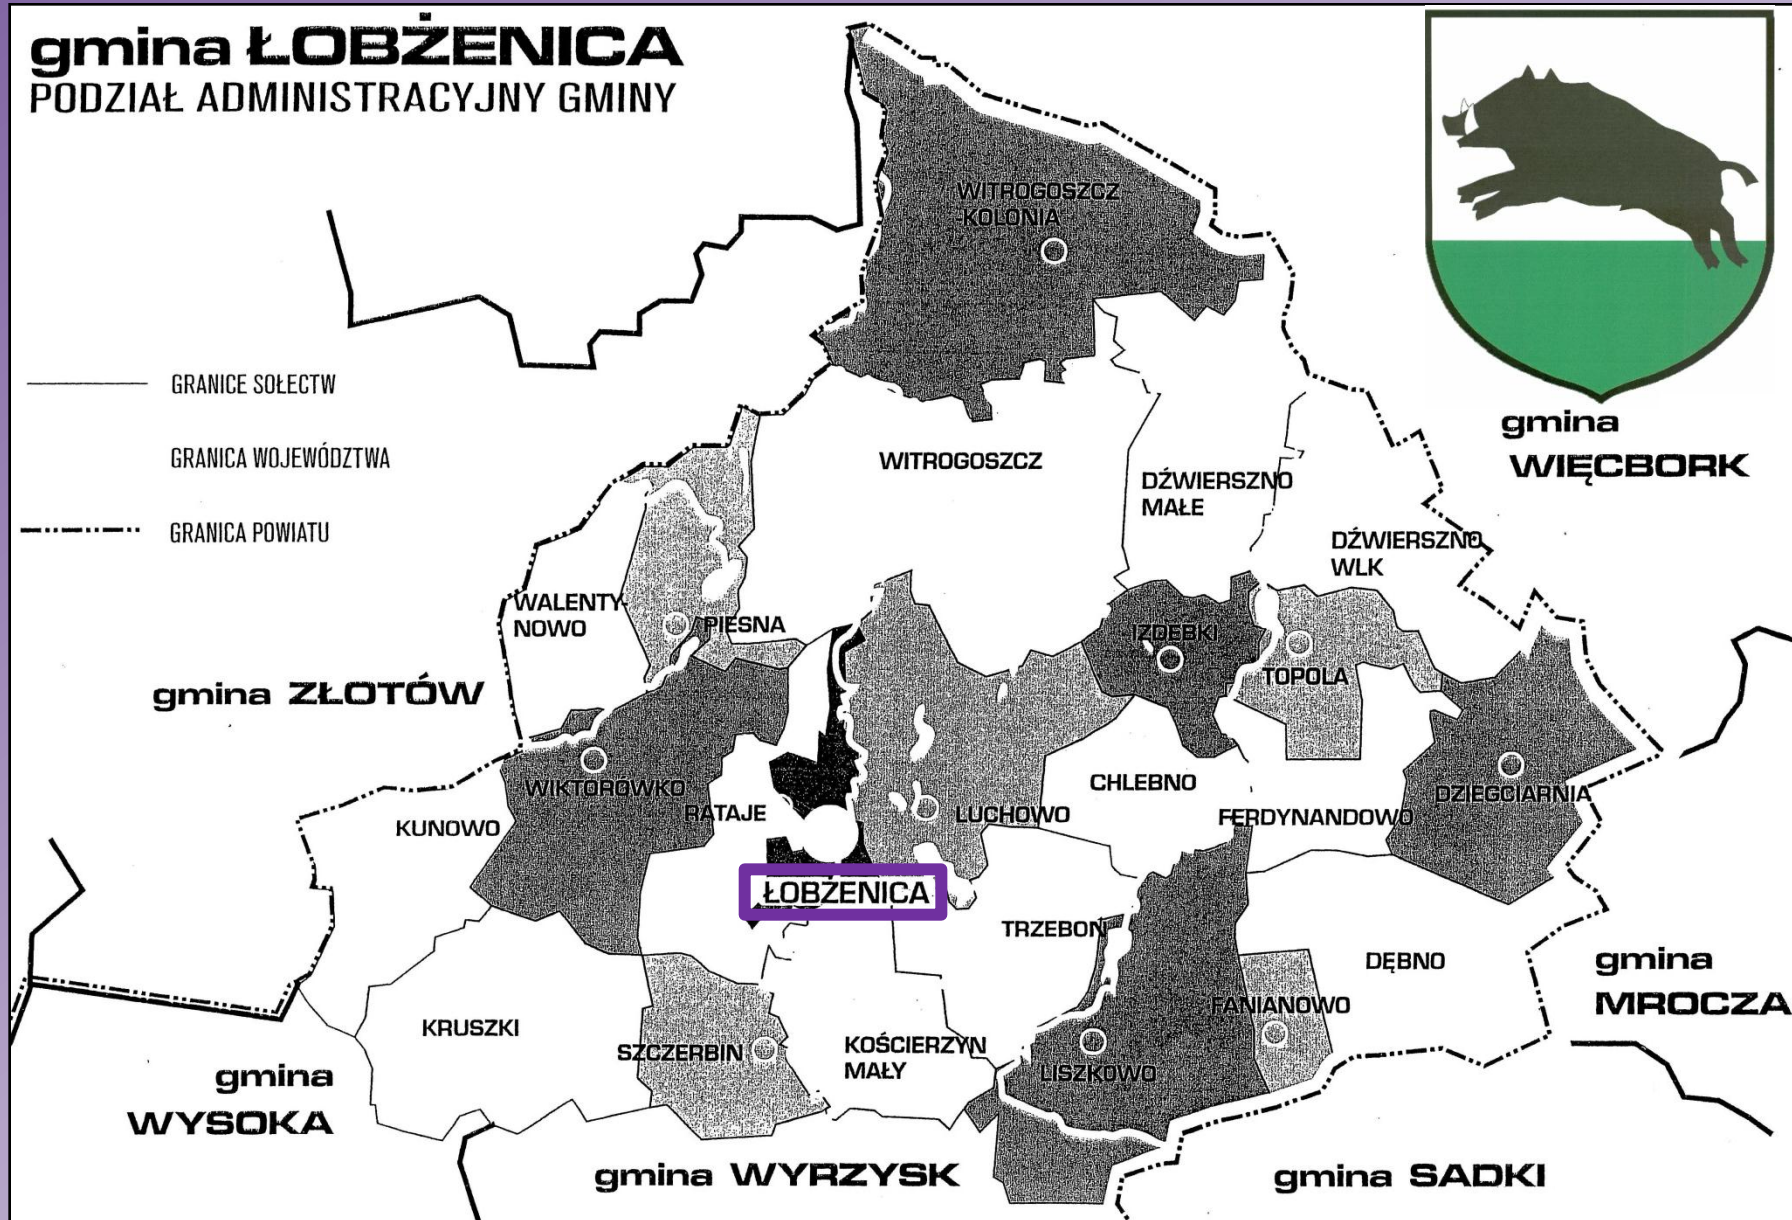 gmina ŁOBŻENICA
PODZIAŁ ADMINISTRACYJNY GMINY
WITROGOSZCZ
-KOLONIA
GRANICE SOŁECTW
GRANICA WOJEWÓDZTWA
GRANICA POWIATU
gmina
WIĘCBORK
WITROGOSZCZ
DŹWIERSZNO
MAŁE
DŹWIERSZNO
WLK
WALENTY-
NOWO
PIESNA
IZDEBKI
TOPOLA
gmina ZŁOTÓW
WIKTORÓWKO
RATAJE
KUNOWO
LUCHOWO
CHLEBNO
FERDYNANDOWO
DZIEGCIARNIA
ŁOBŻENICA
TRZEBOŃ
DĘBNO
gmina
MROCZA
FANIANOWO
KRUSZKI
SZCZERBIN
KOŚCIERZYN
MAŁY
LISZKOWO
gmina
WYSOKA
gmina WYRZYSK
gmina SADKI